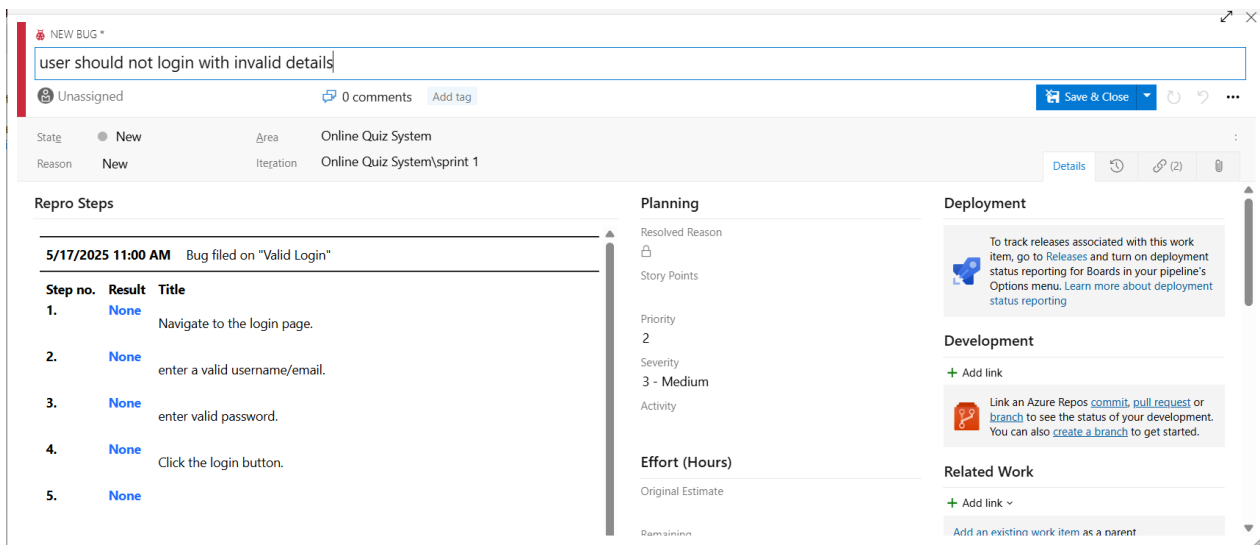 NEW BUG *
user should not login with invalid details
Unassigned
0 comments
Add tag
Save & Close
State
New
Area
Online Quiz System
Reason
New
Iteration
Online Quiz System\sprint 1
Details
(2)
Repro Steps
5/17/2025 11:00 AM Bug filed on "Valid Login"
Step no. Result Title
1. None
Navigate to the login page.
2. None
enter a valid username/email.
3. None
enter valid password.
4. None
Click the login button.
5. None
Planning
Resolved Reason
Story Points
Priority
2
Severity
3 - Medium
Activity
Effort (Hours)
Original Estimate
Remaining
Deployment
To track releases associated with this work
item, go to Releases and turn on deployment
status reporting for Boards in your pipeline's
Options menu. Learn more about deployment
status reporting
Development
+ Add link
Link an Azure Repos commit, pull request or
branch to see the status of your development.
You can also create a branch to get started.
Related Work
+ Add link
Add an existing work item as a parent